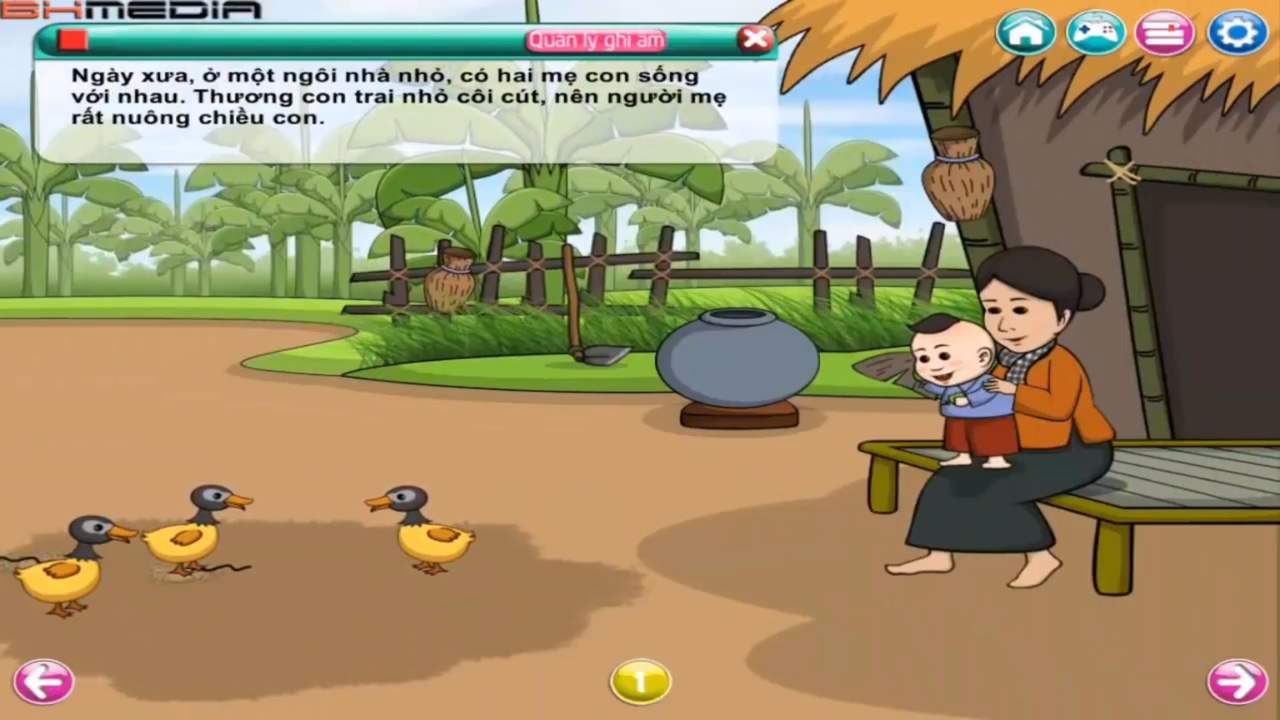 BHMEDIA
Quản lý ghi âm
Ngày xưa, ở một ngôi nhà nhỏ, có hai mẹ con sống
với nhau. Thương con trai nhỏ côi cút, nên người mẹ
rất nuông chiều con.
1